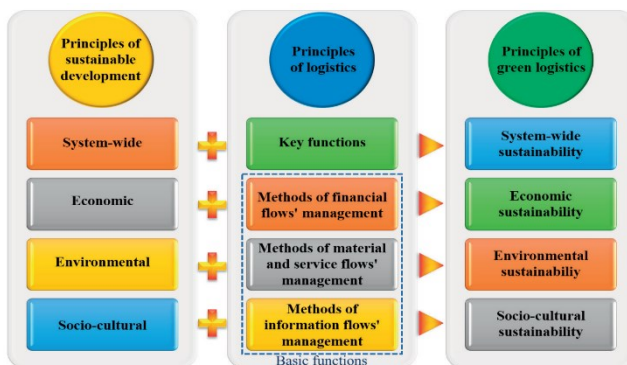 Principles of
sustainable
development
Principles
of logistics
Principles of
green logistics
System-wide
Key functions
System-wide
sustainability
Economic
Methods of financial
flows' management
Economic
sustainability
Environmental
Methods of material
and service flows'
management
Environmental
sustainabiliy
Socio-cultural
Methods of
information flows'
management
Socio-cultural
sustainability
Basic functions